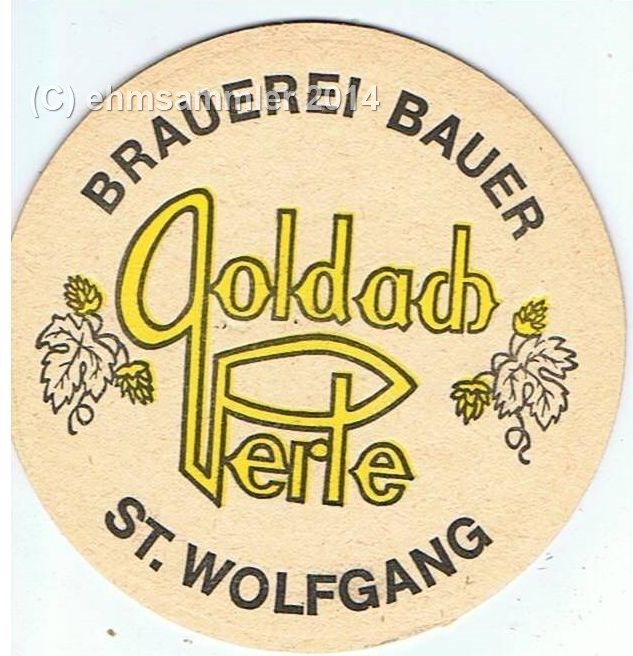 (C) ehmsammler 2014
BRAUEREI BAUER
Goldach
Perle
ST. WOLFGANG